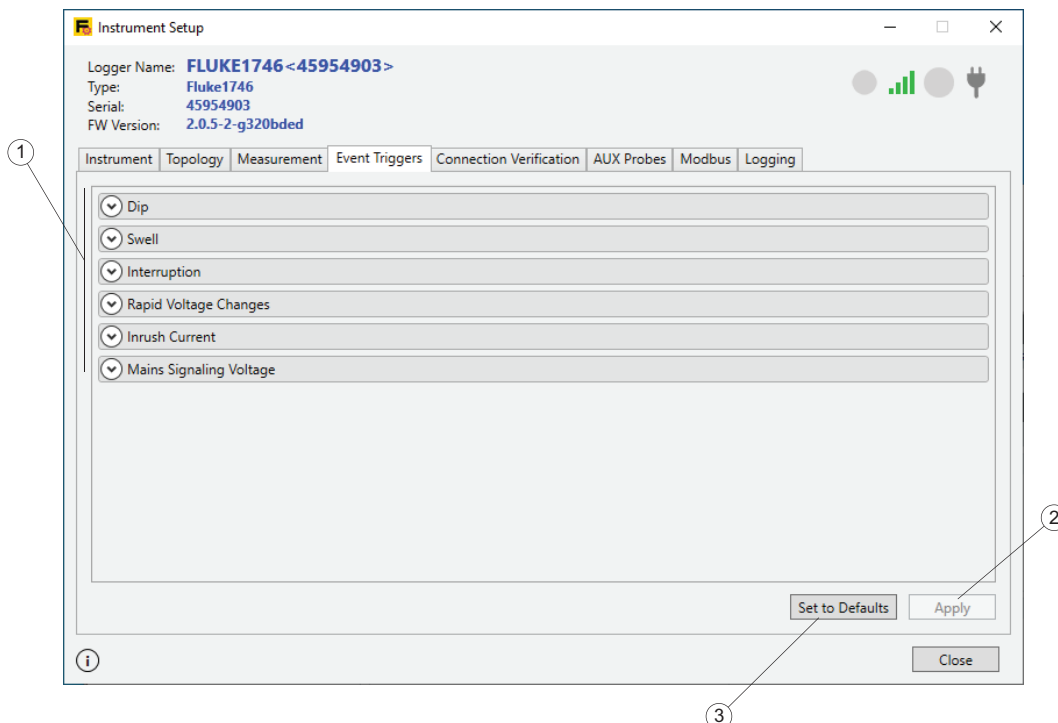 Instrument Setup
Logger Name: FLUKE1746<45954903>
Type: Fluke1746
Serial: 45954903
FW Version: 2.0.5-2-g320bded
1
Instrument Topology Measurement Event Triggers Connection Verification AUX Probes Modbus Logging
Dip
Swell
Interruption
Rapid Voltage Changes
Inrush Current
Mains Signaling Voltage
2
Set to Defaults Apply
Close
3